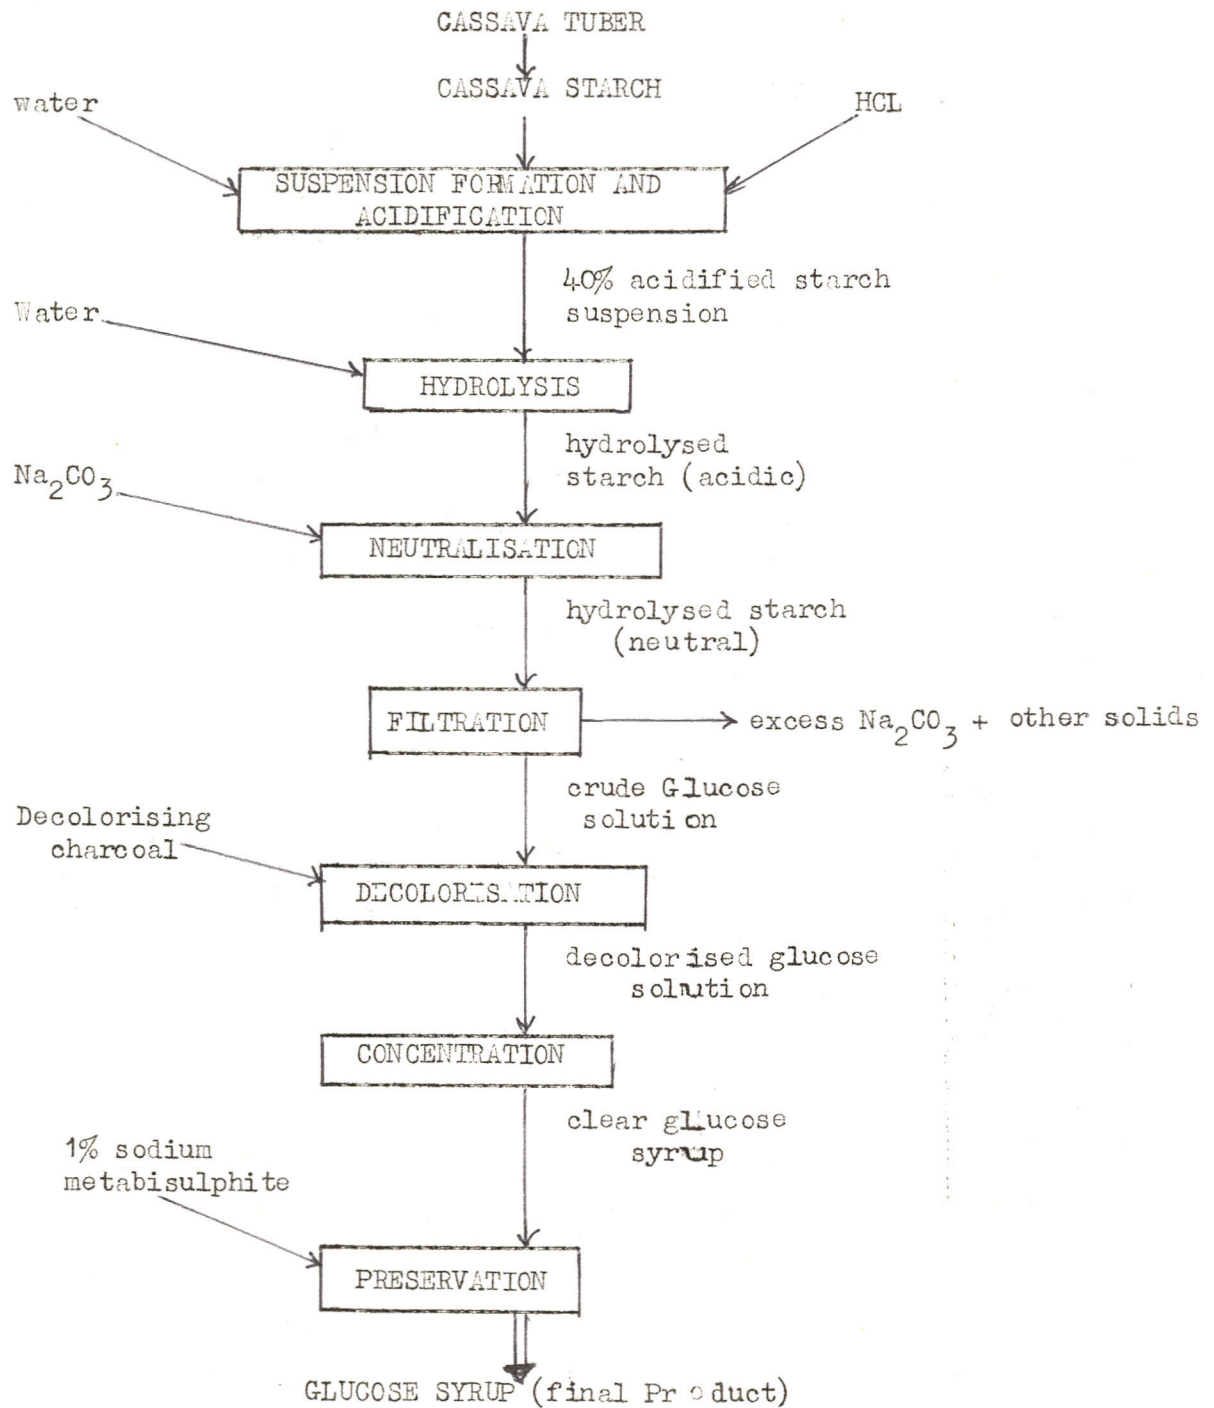 CASSAVA TUBER
CASSAVA STARCH
water
HCL
SUSPENSION FORMATION AND
ACIDIFICATION
40% acidified starch
suspension
Water
HYDROLYSIS
hydrolysed
starch (acidic)
Na₂CO₃
NEUTRALISATION
hydrolysed starch
(neutral)
FILTRATION
excess Na₂CO₃ + other solids
crude Glucose
solution
Decolorising
charcoal
DECOLORISATION
decolorised glucose
solution
CONCENTRATION
clear glucose
syrup
1% sodium
metabisulphite
PRESERVATION
GLUCOSE SYRUP (final Product)